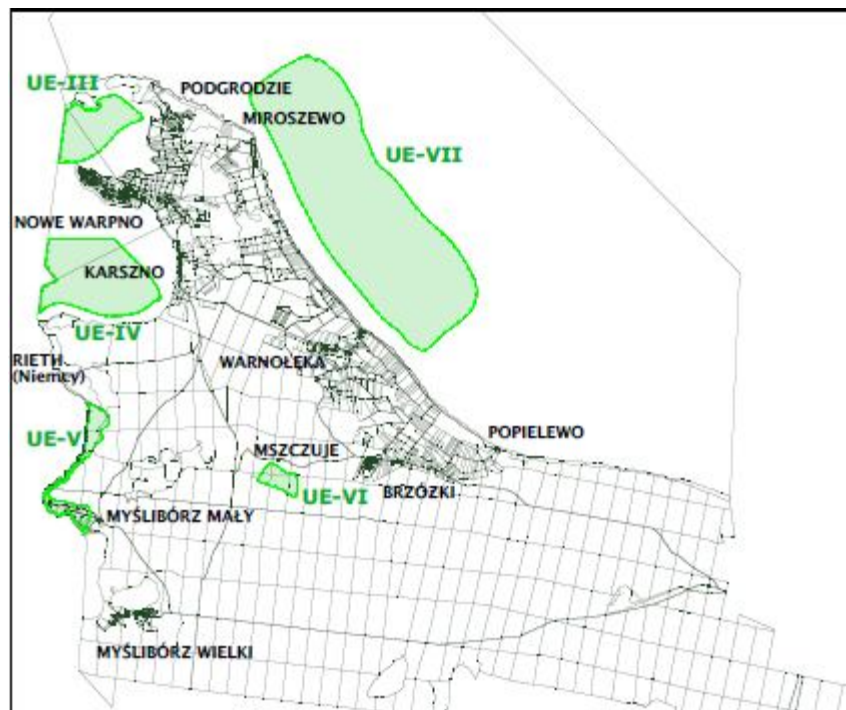 UE-III
PODGRODZIE
MIROSZEWO
UE-VII
NOWE WARPNO
KARSZNO
UE-IV
RIETH
(Niemcy)
WARNOŁĘKA
UE-V
MSZCZUJE
POPIELEWO
UE-VI
BRZÓZKI
MYŚLIBÓRZ MAŁY
MYŚLIBÓRZ WIELKI